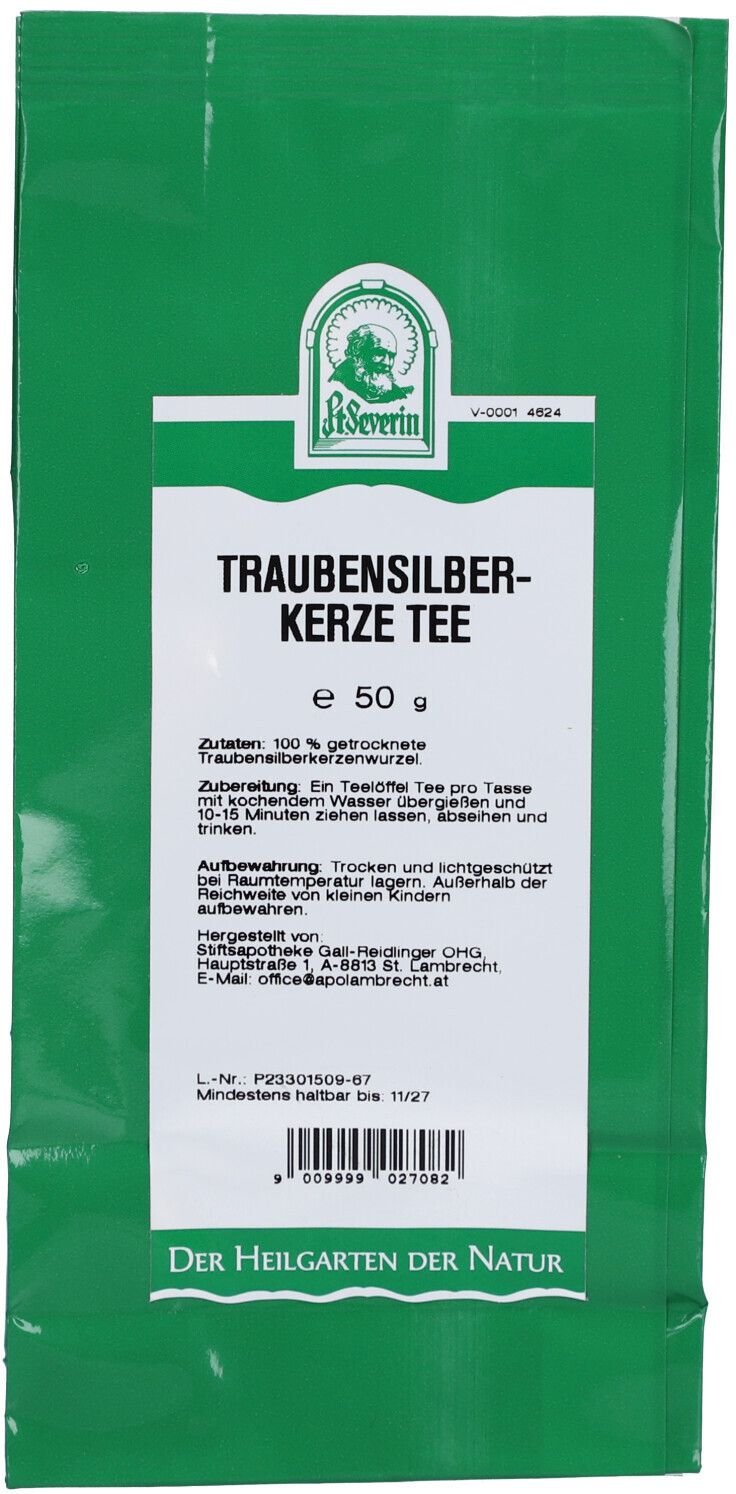 St. Severin
V-0001 4624
TRAUBENSILBER-
KERZE TEE
℮ 50 g
Zutaten: 100 % getrocknete
Traubensilberkerzenwurzel.
Zubereitung: Ein Teelöffel Tee pro Tasse
mit kochendem Wasser übergießen und
10-15 Minuten ziehen lassen, abseihen und
trinken.
Aufbewahrung: Trocken und lichtgeschützt
bei Raumtemperatur lagern. Außerhalb der
Reichweite von kleinen Kindern
aufbewahren.
Hergestellt von:
Stiftsapotheke Gall-Reidlinger OHG,
Hauptstraße 1, A-8813 St. Lambrecht,
E-Mail: office@apolambrecht.at
L.-Nr.: P23301509-67
Mindestens haltbar bis: 11/27
9 009999 027082
DER HEILGARTEN DER NATUR